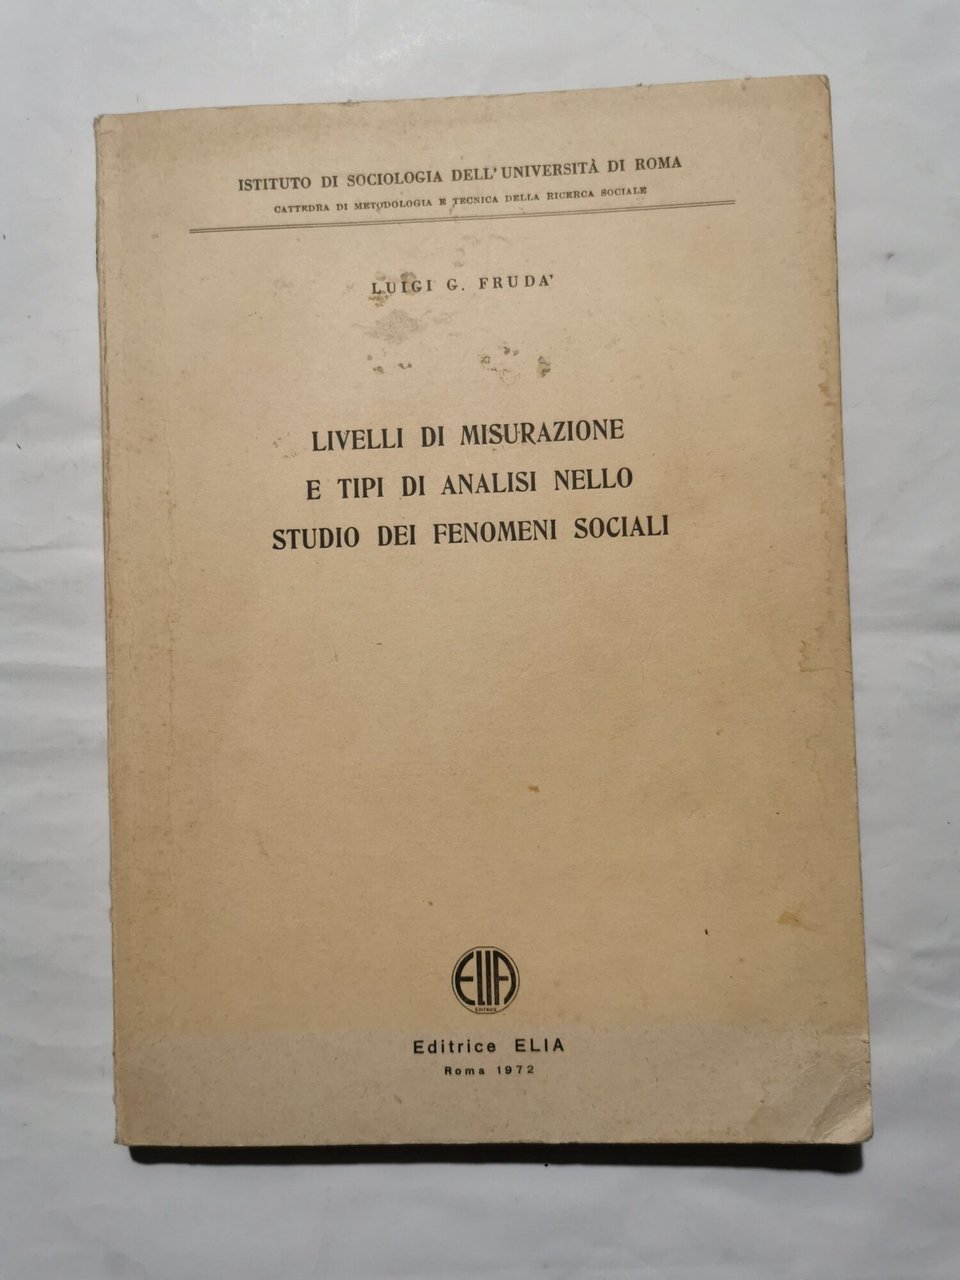 ISTITUTO DI SOCIOLOGIA DELL'UNIVERSITÀ DI ROMA
CATTEDRA DI METODOLOGIA E TECNICA DELLA RICERCA SOCIALE
LUIGI G. FRUDA'
LIVELLI DI MISURAZIONE
E TIPI DI ANALISI NELLO
STUDIO DEI FENOMENI SOCIALI
ELIA
EDITRICE
Editrice ELIA
Roma 1972